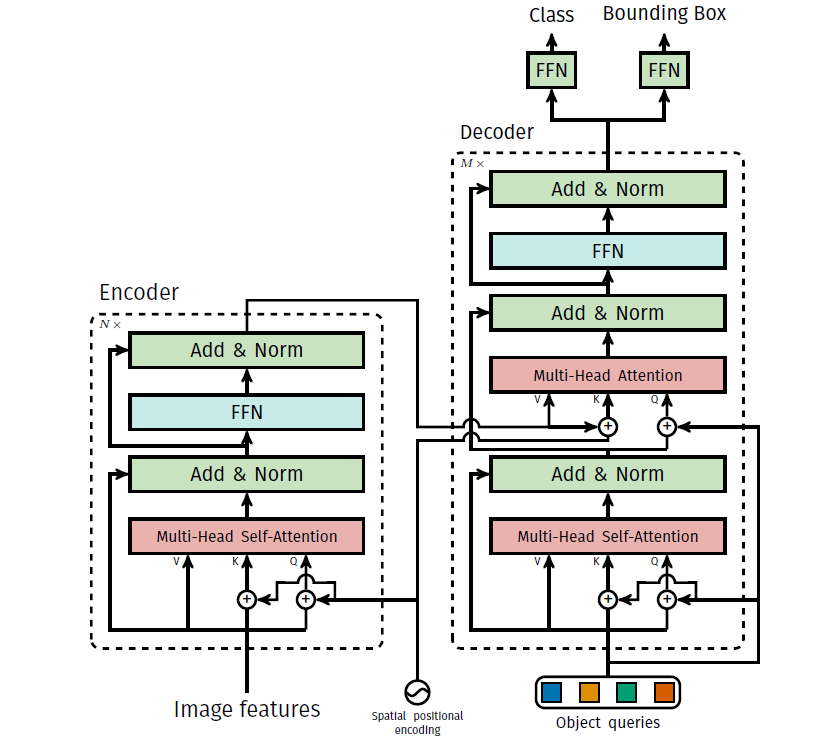 Class
Bounding Box
FFN
FFN
Decoder
M ×
Add & Norm
FFN
Add & Norm
Multi-Head Attention
V
K
Q
+
+
Add & Norm
Multi-Head Self-Attention
V
K
Q
+
+
Object queries
Encoder
N ×
Add & Norm
FFN
Add & Norm
Multi-Head Self-Attention
V
K
Q
+
+
Image features
Spatial positional
encoding